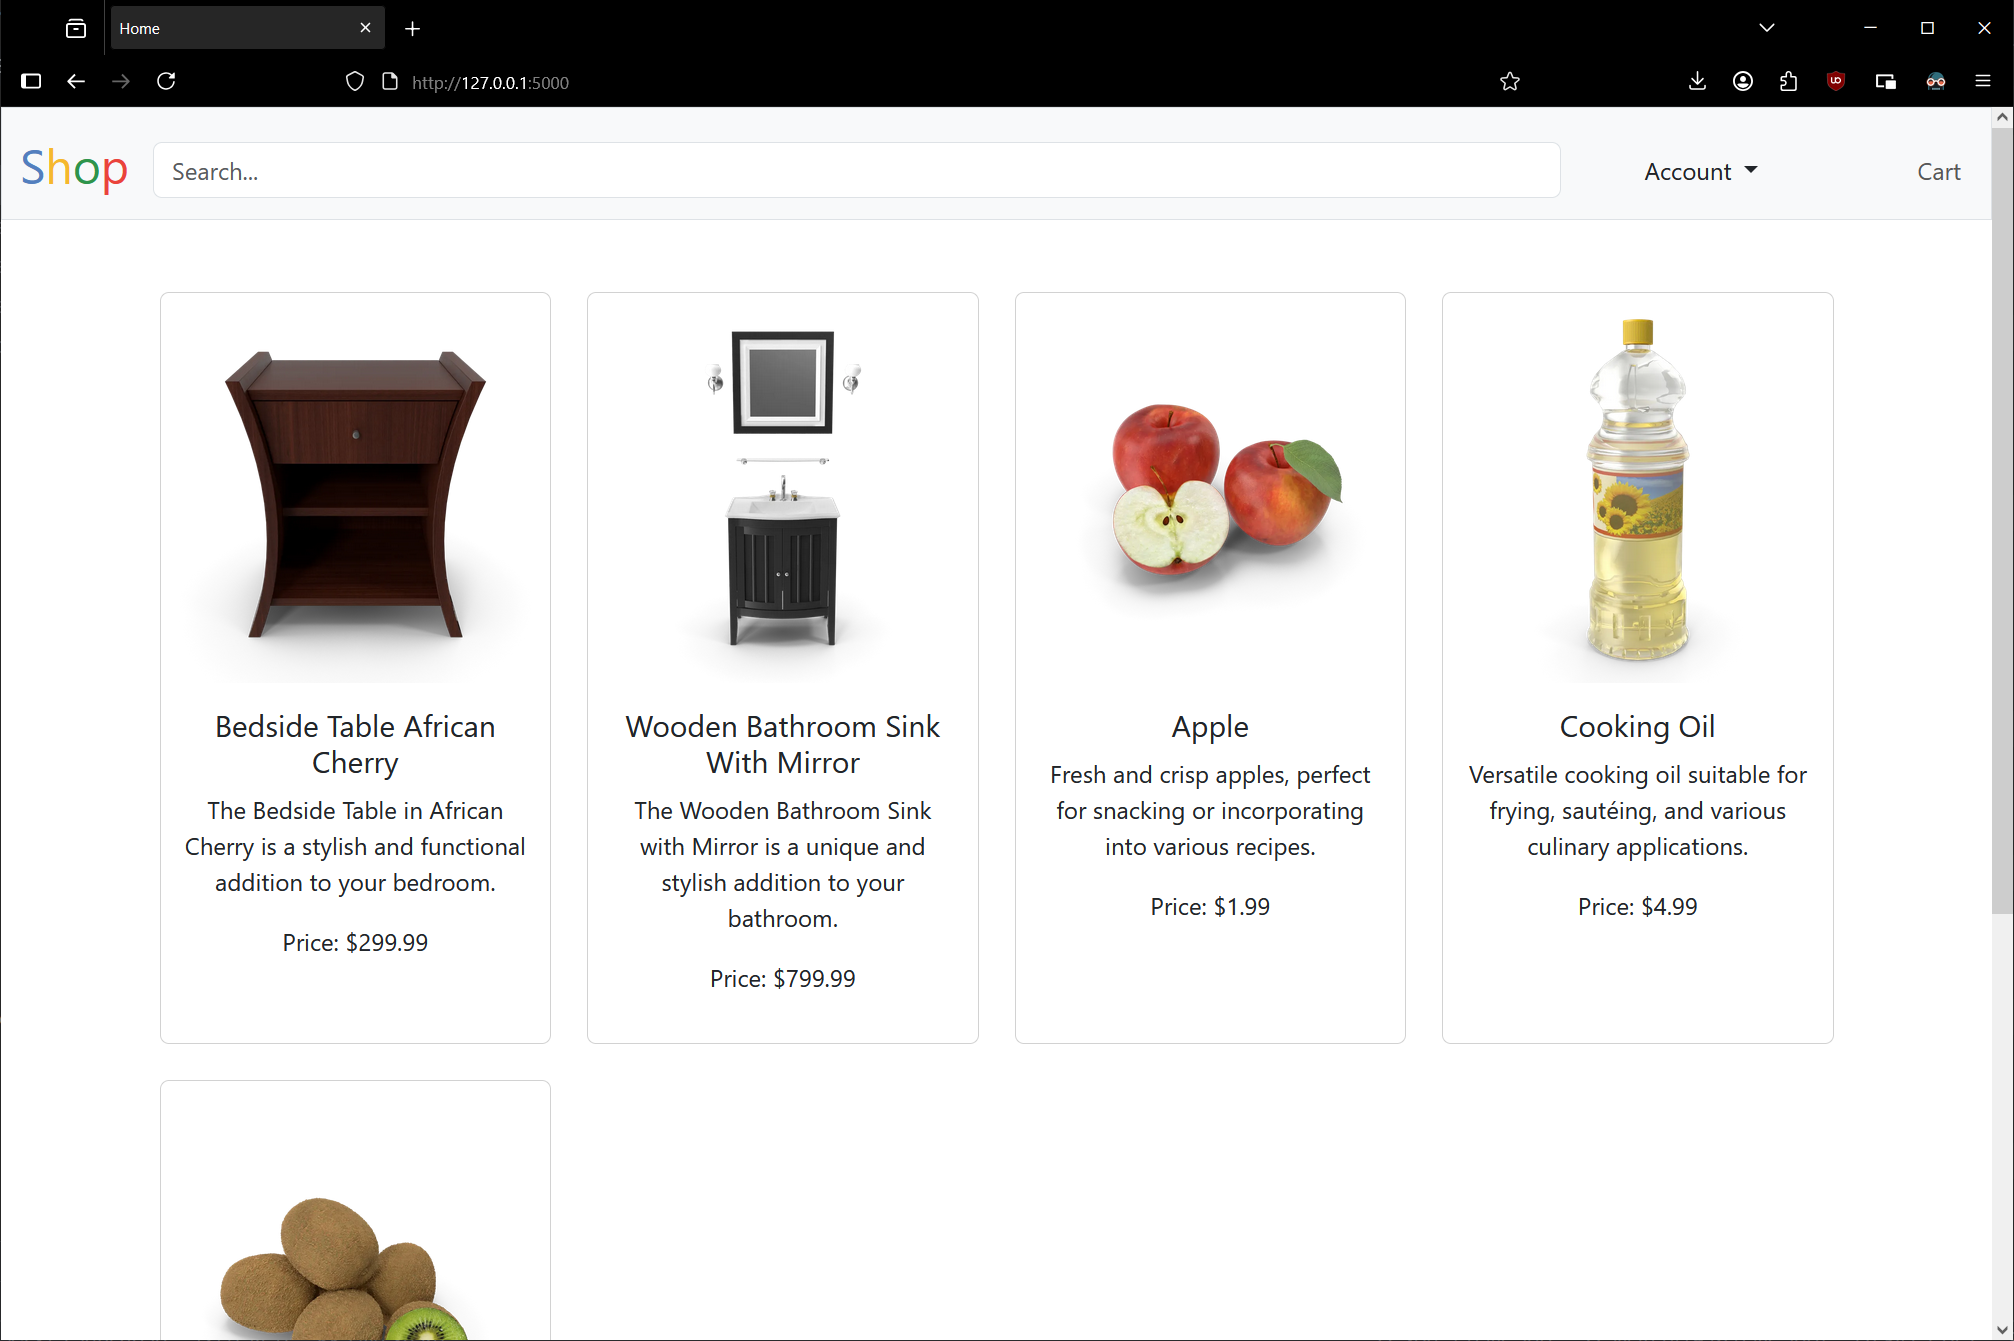 Home
http://127.0.0.1:5000
Shop
Search...
Account
Cart
Bedside Table African
Cherry
The Bedside Table in African
Cherry is a stylish and functional
addition to your bedroom.
Price: $299.99
Wooden Bathroom Sink
With Mirror
The Wooden Bathroom Sink
with Mirror is a unique and
stylish addition to your
bathroom.
Price: $799.99
Apple
Fresh and crisp apples, perfect
for snacking or incorporating
into various recipes.
Price: $1.99
Cooking Oil
Versatile cooking oil suitable for
frying, sautéing, and various
culinary applications.
Price: $4.99